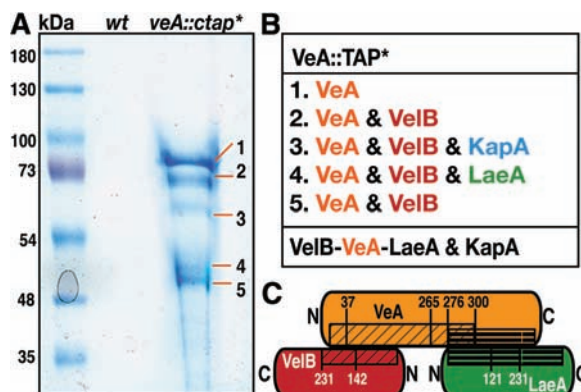 A kDa wt veA::ctap*
180
130
100
73
54
48
35
1
2
3
4
5
B
VeA::TAP*
1. VeA
2. VeA & VelB
3. VeA & VelB & KapA
4. VeA & VelB & LaeA
5. VeA & VelB
VelB-VeA-LaeA & KapA
C
37 265 276 300
N VeA C
C VelB N N C
231 142 121 231
LaeA